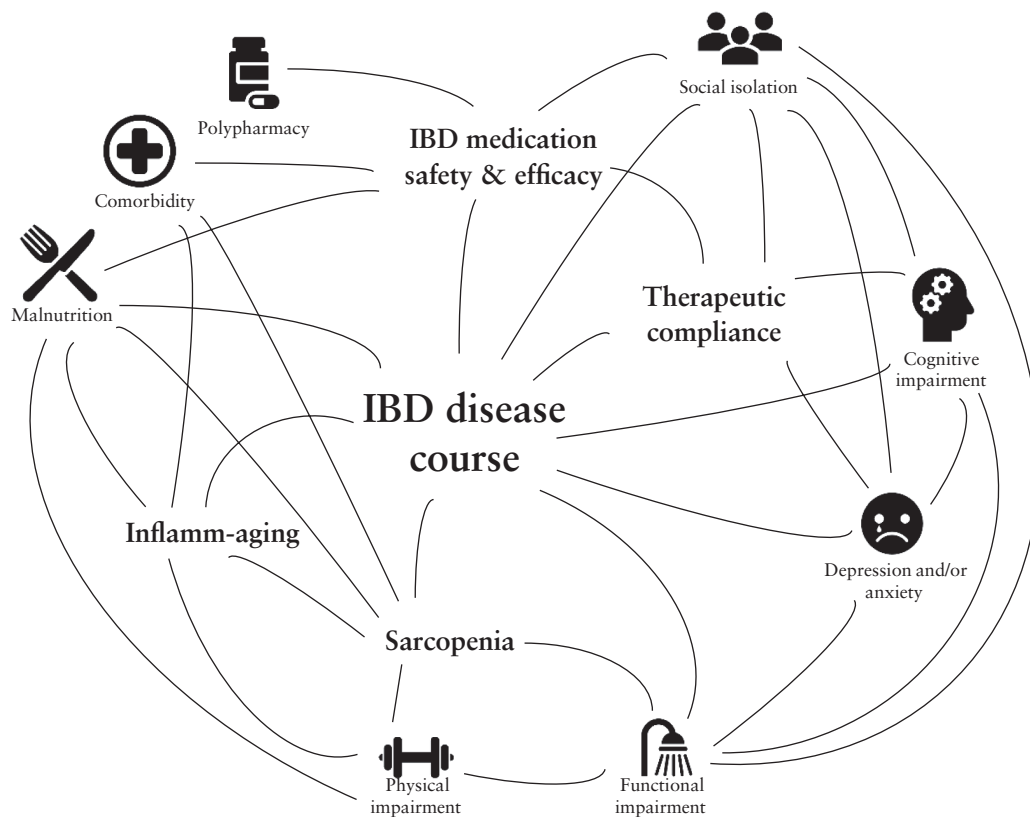 Social isolation
Polypharmacy
IBD medication
safety & efficacy
Comorbidity
Malnutrition
Therapeutic
compliance
Cognitive
impairment
IBD disease
course
Inflamm-aging
Depression and/or
anxiety
Sarcopenia
Physical
impairment
Functional
impairment